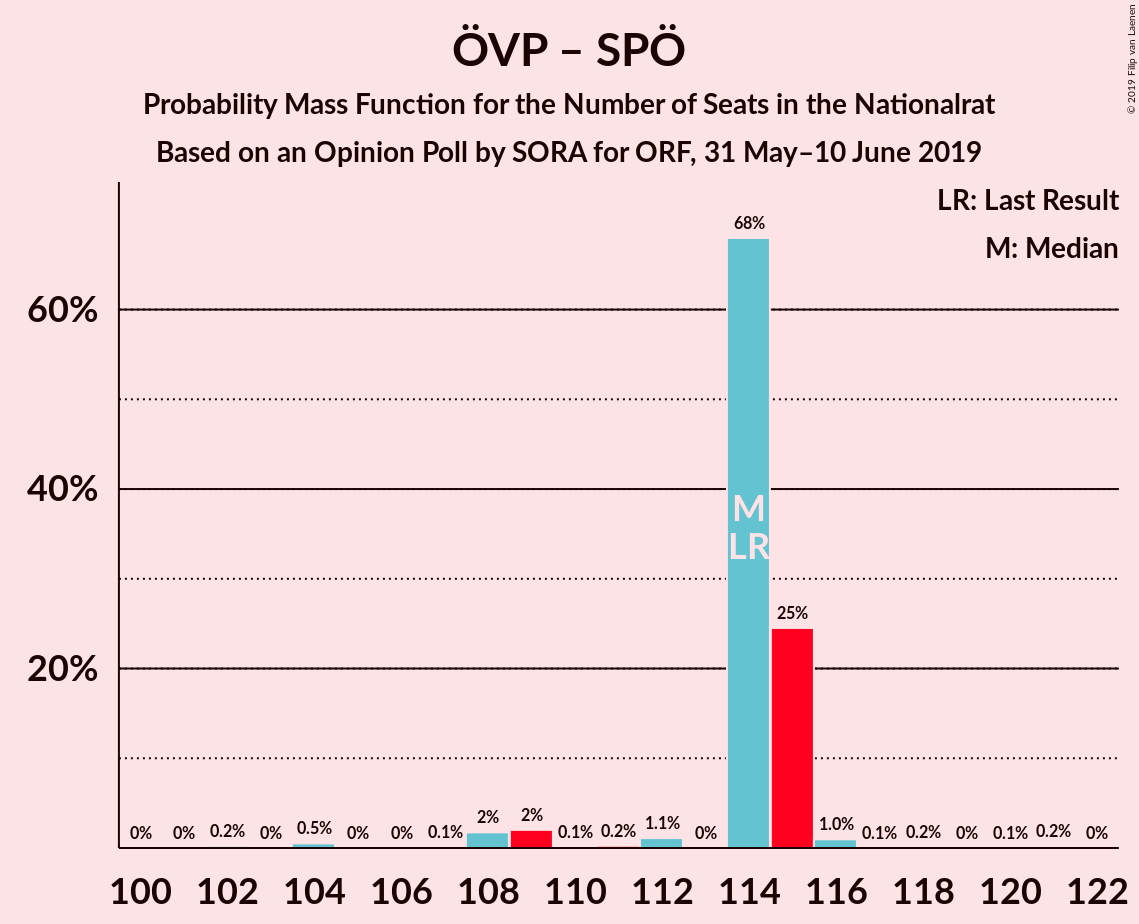 ÖVP – SPÖ
Probability Mass Function for the Number of Seats in the Nationalrat
Based on an Opinion Poll by SORA for ORF, 31 May–10 June 2019
© 2019 Filip van Laenen
LR: Last Result
M: Median
60%
40%
20%
0% 0% 0.2% 0% 0.5% 0% 0% 0.1% 2% 2% 0.1% 0.2% 1.1% 0% 68% 25% 1.0% 0.1% 0.2% 0% 0.1% 0.2% 0%
M
LR
100 102 104 106 108 110 112 114 116 118 120 122